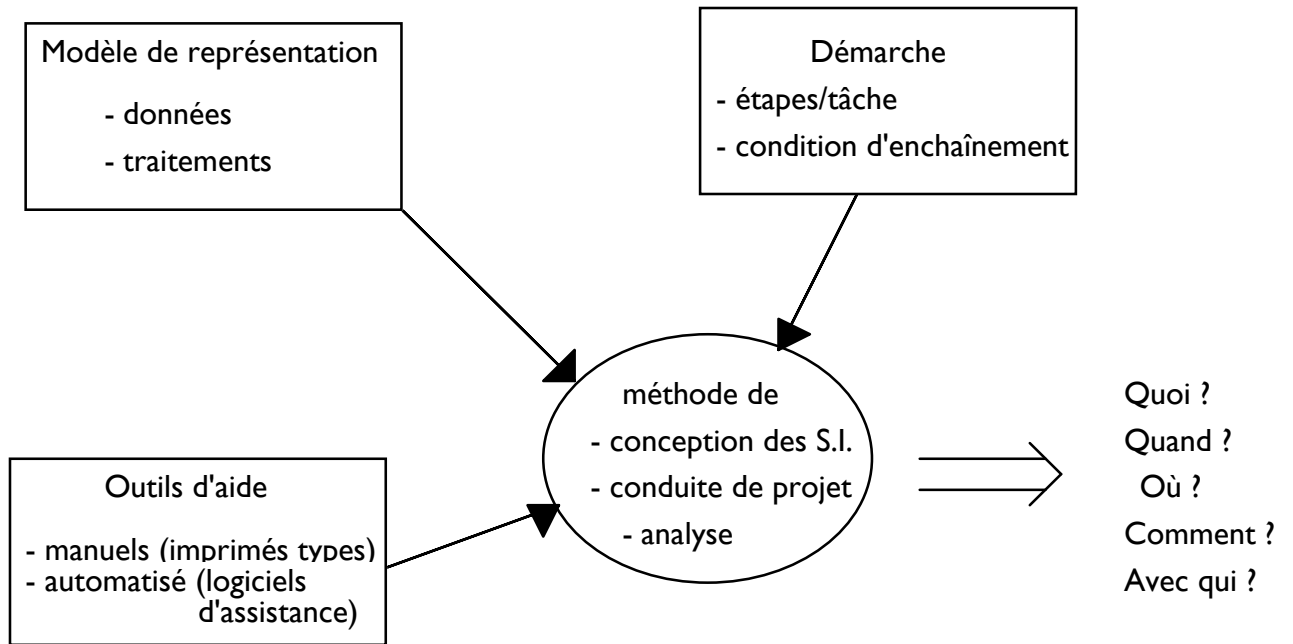 Modèle de représentation
- données
- traitements
Démarche
- étapes/tâche
- condition d'enchaînement
méthode de
- conception des S.I.
- conduite de projet
- analyse
Outils d'aide
- manuels (imprimés types)
- automatisé (logiciels
d'assistance)
Quoi ?
Quand ?
Où ?
Comment ?
Avec qui ?